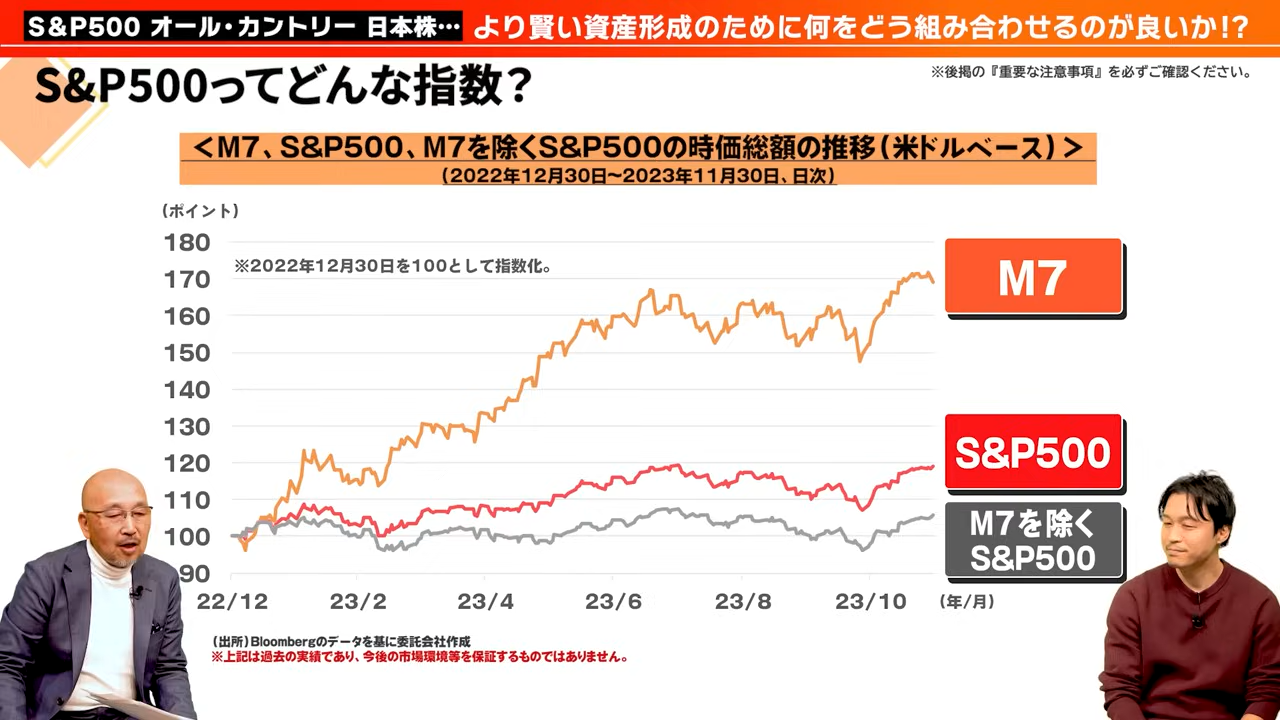 S&P500 オール・カントリー 日本株… より賢い資産形成のために何をどう組み合わせるのが良いか!?
S&P500ってどんな指数?
※後掲の『重要な注意事項』を必ずご確認ください。
<M7、S&P500、M7を除くS&P500の時価総額の推移(米ドルベース)>
(2022年12月30日~2023年11月30日、日次)
(ポイント)
180
※2022年12月30日を100として指数化。
170
160
150
140
130
120
110
100
90
M7
S&P500
M7を除く
S&P500
22/12 23/2 23/4 23/6 23/8 23/10 (年/月)
(出所)Bloombergのデータを基に委託会社作成
※上記は過去の実績であり、今後の市場環境等を保証するものではありません。